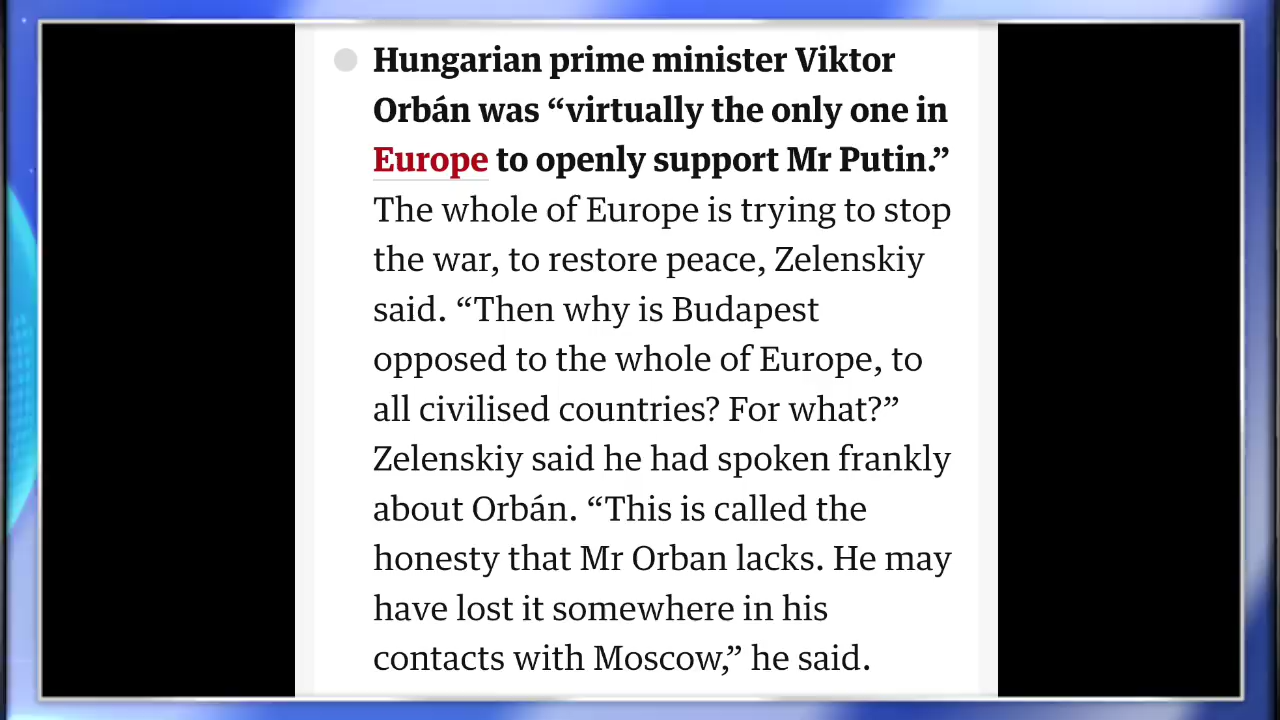 Hungarian prime minister Viktor
Orbán was “virtually the only one in
Europe to openly support Mr Putin.”
The whole of Europe is trying to stop
the war, to restore peace, Zelenskiy
said. “Then why is Budapest
opposed to the whole of Europe, to
all civilised countries? For what?”
Zelenskiy said he had spoken frankly
about Orbán. “This is called the
honesty that Mr Orban lacks. He may
have lost it somewhere in his
contacts with Moscow,” he said.